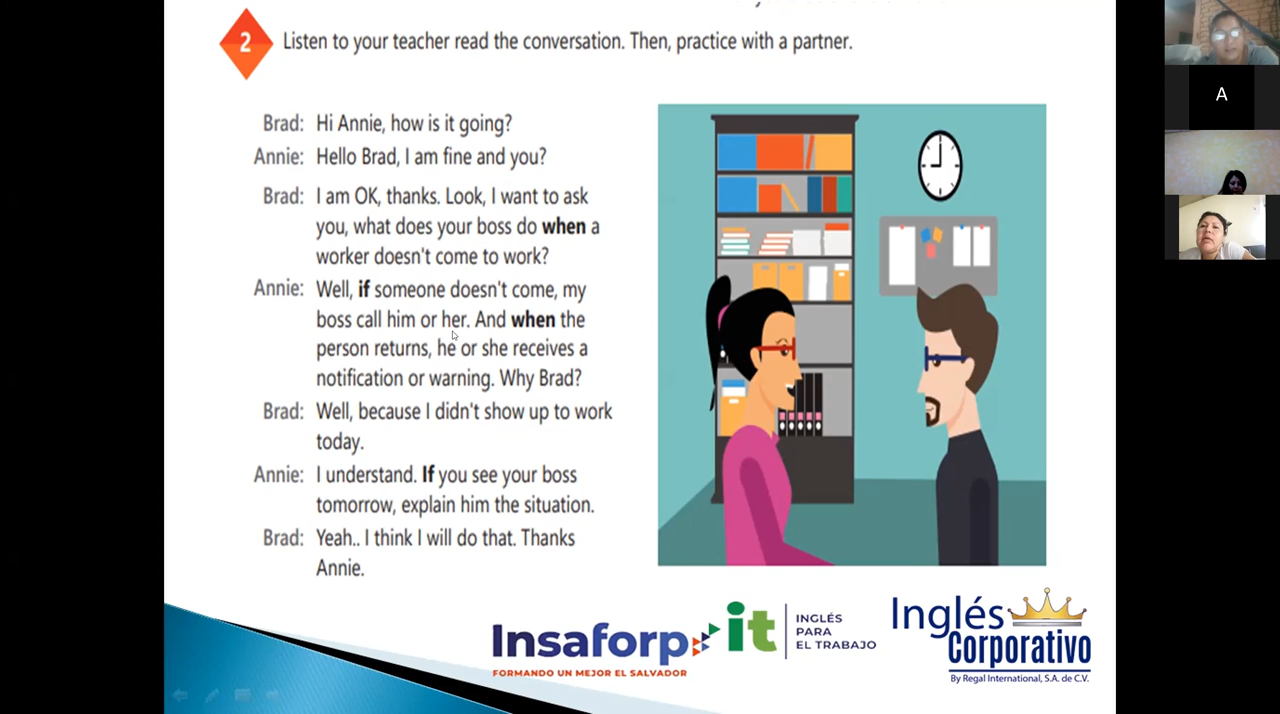 2
Listen to your teacher read the conversation. Then, practice with a partner.
Brad: Hi Annie, how is it going?
Annie: Hello Brad, I am fine and you?
Brad: I am OK, thanks. Look, I want to ask
you, what does your boss do when a
worker doesn't come to work?
Annie: Well, if someone doesn't come, my
boss call him or her. And when the
person returns, he or she receives a
notification or warning. Why Brad?
Brad: Well, because I didn't show up to work
today.
Annie: I understand. If you see your boss
tomorrow, explain him the situation.
Brad: Yeah.. I think I will do that. Thanks
Annie.
Insaforp
FORMANDO UN MEJOR EL SALVADOR
it
INGLÉS
PARA
EL TRABAJO
Inglés
Corporativo
By Regal International, S.A. de C.V.
A